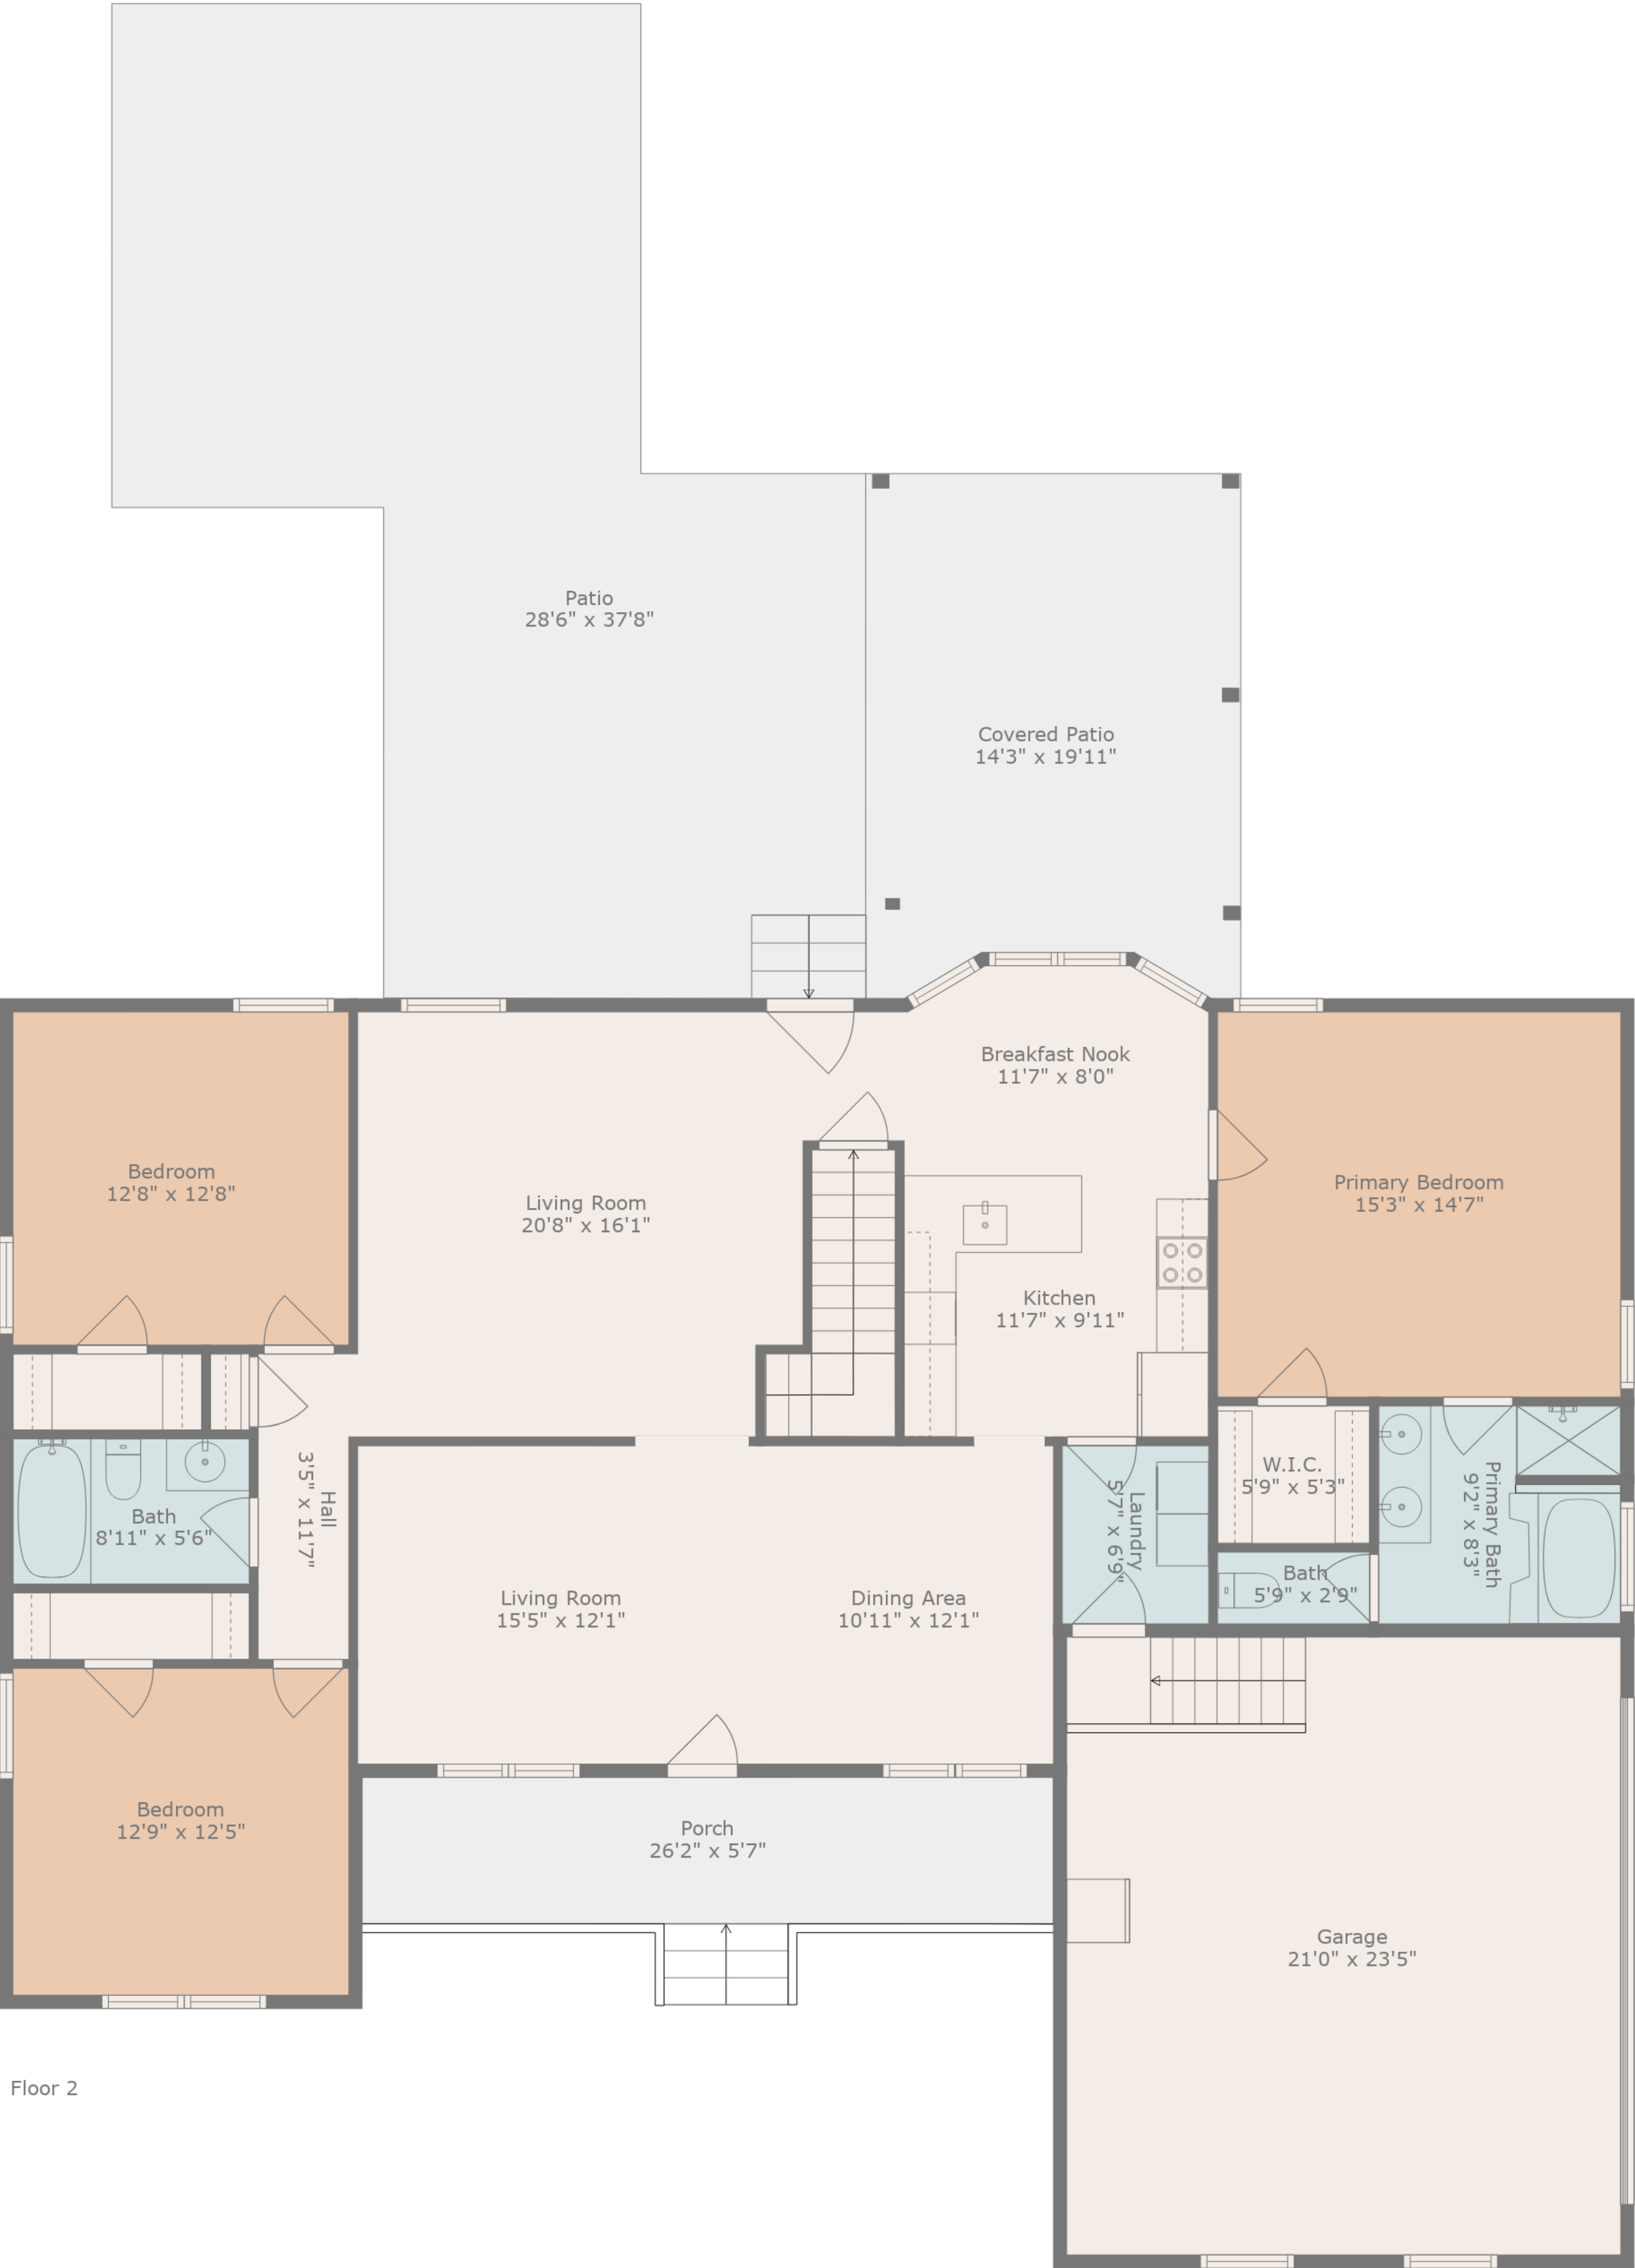 Patio
28'6" x 37'8"
Covered Patio
14'3" x 19'11"
Breakfast Nook
11'7" x 8'0"
Bedroom
12'8" x 12'8"
Living Room
20'8" x 16'1"
Primary Bedroom
15'3" x 14'7"
Kitchen
11'7" x 9'11"
Hall
3'5" x 11'7"
Bath
8'11" x 5'6"
Laundry
5'7" x 6'9"
W.I.C.
5'9" x 5'3"
Primary Bath
9'2" x 8'3"
Bath
5'9" x 2'9"
Living Room
15'5" x 12'1"
Dining Area
10'11" x 12'1"
Bedroom
12'9" x 12'5"
Porch
26'2" x 5'7"
Garage
21'0" x 23'5"
Floor 2